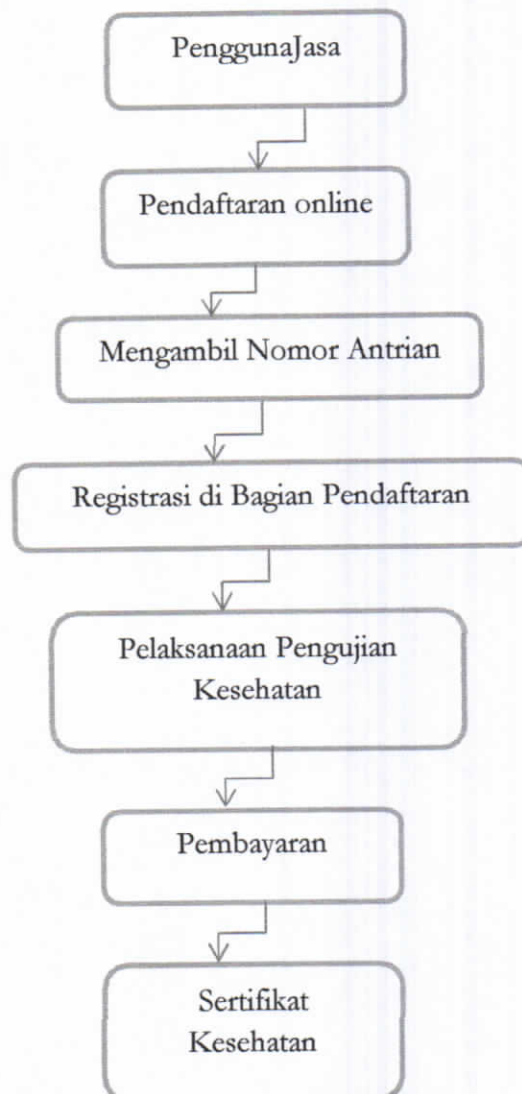 PenggunaJasa
Pendaftaran online
Mengambil Nomor Antrian
Registrasi di Bagian Pendaftaran
Pelaksanaan Pengujian
Kesehatan
Pembayaran
Sertifikat
Kesehatan